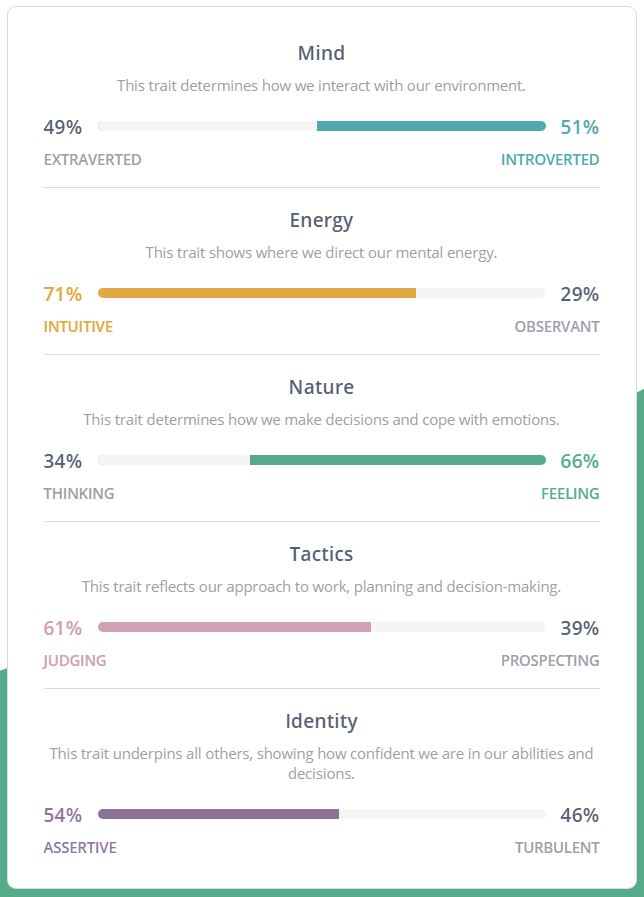 Mind
This trait determines how we interact with our environment.
49% 51%
EXTRAVERTED INTROVERTED
Energy
This trait shows where we direct our mental energy.
71% 29%
INTUITIVE OBSERVANT
Nature
This trait determines how we make decisions and cope with emotions.
34% 66%
THINKING FEELING
Tactics
This trait reflects our approach to work, planning and decision-making.
61% 39%
JUDGING PROSPECTING
Identity
This trait underpins all others, showing how confident we are in our abilities and
decisions.
54% 46%
ASSERTIVE TURBULENT